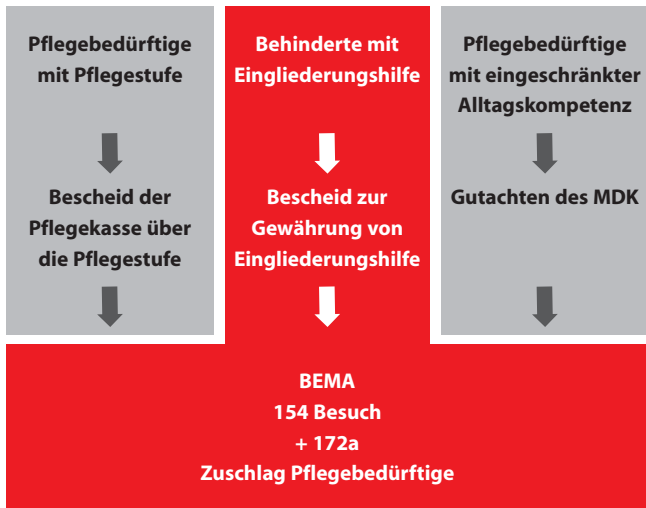 Pflegebedürftige
mit Pflegestufe
Bescheid der
Pflegekasse über
die Pflegestufe
Behinderte mit
Eingliederungshilfe
Bescheid zur
Gewährung von
Eingliederungshilfe
Pflegebedürftige
mit eingeschränkter
Alltagskompetenz
Gutachten des MDK
BEMA
154 Besuch
+ 172a
Zuschlag Pflegebedürftige